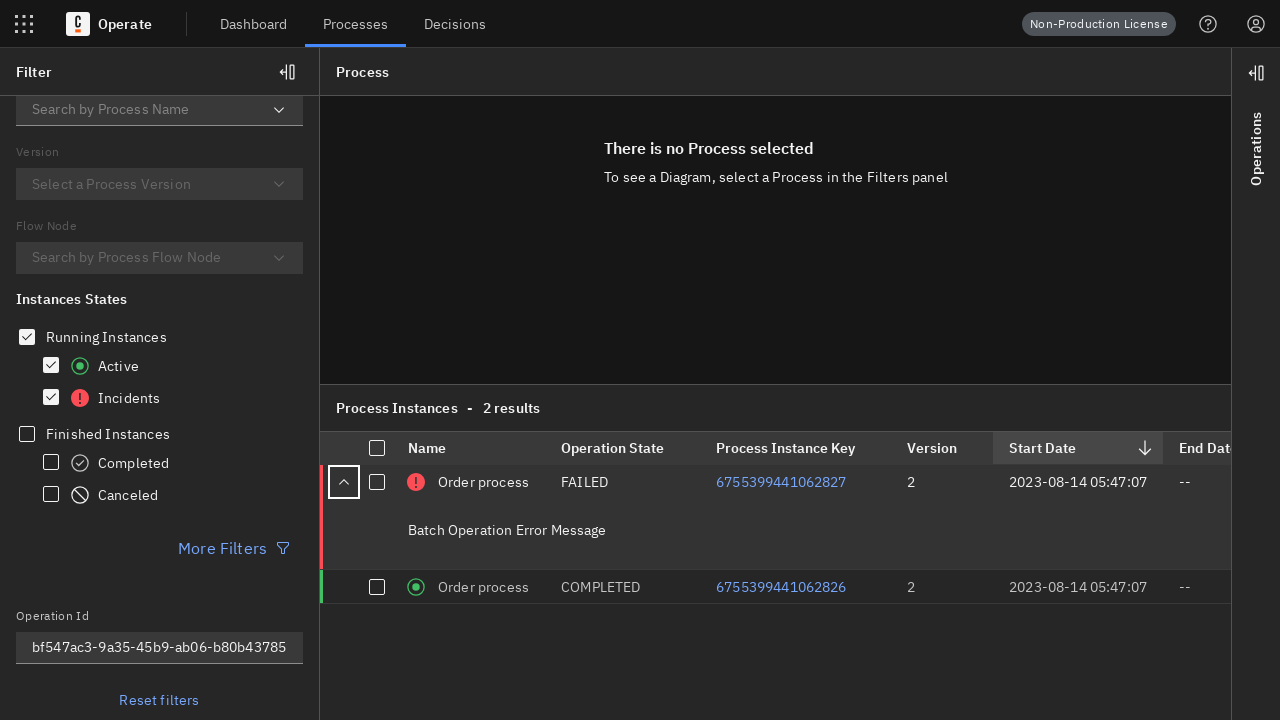 Operate
Dashboard
Processes
Decisions
Non-Production License
Filter
Search by Process Name
Version
Select a Process Version
Flow Node
Search by Process Flow Node
Instances States
Running Instances
Active
Incidents
Finished Instances
Completed
Canceled
More Filters
Operation Id
bf547ac3-9a35-45b9-ab06-b80b43785
Reset filters
Process
There is no Process selected
To see a Diagram, select a Process in the Filters panel
Process Instances - 2 results
Name Operation State Process Instance Key Version Start Date End Date
Order process FAILED 6755399441062827 2 2023-08-14 05:47:07 --
Batch Operation Error Message
Order process COMPLETED 6755399441062826 2 2023-08-14 05:47:07 --
Operations